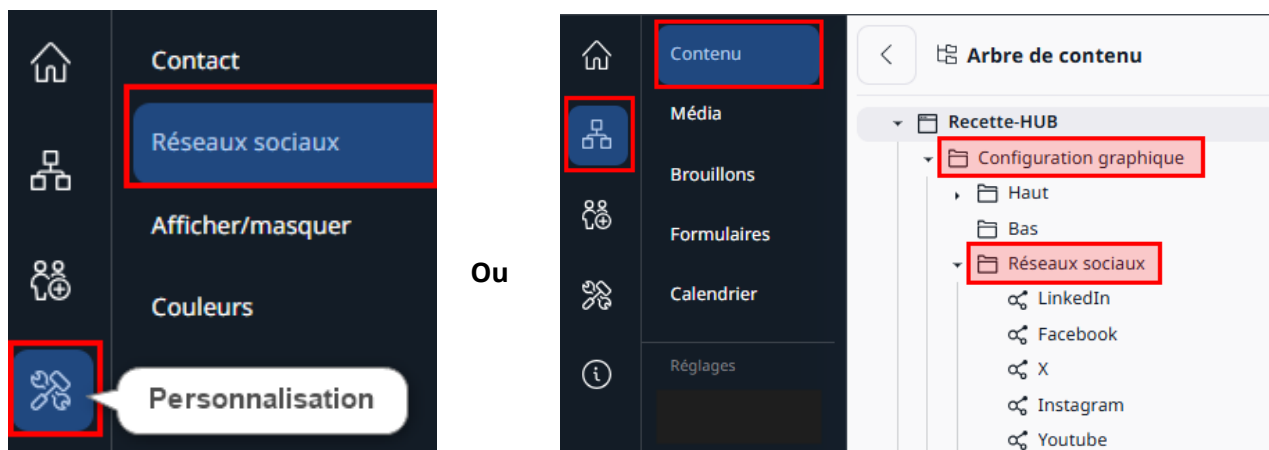 Contact
Réseaux sociaux
Afficher/masquer
Couleurs
Personnalisation
Ou
Contenu
Média
Brouillons
Formulaires
Calendrier
Réglages
Arbre de contenu
Recette-HUB
Configuration graphique
Haut
Bas
Réseaux sociaux
LinkedIn
Facebook
X
Instagram
Youtube